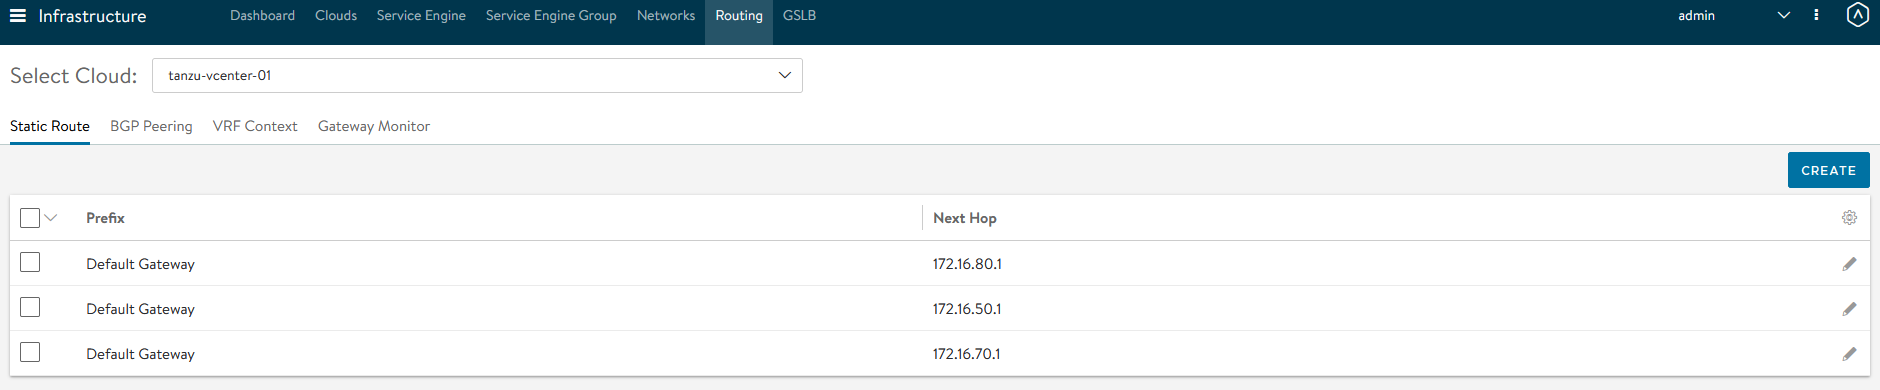 Infrastructure Dashboard Clouds Service Engine Service Engine Group Networks Routing GSLB admin
Select Cloud: tanzu-vcenter-01
Static Route BGP Peering VRF Context Gateway Monitor
CREATE
Prefix Next Hop
Default Gateway 172.16.80.1
Default Gateway 172.16.50.1
Default Gateway 172.16.70.1